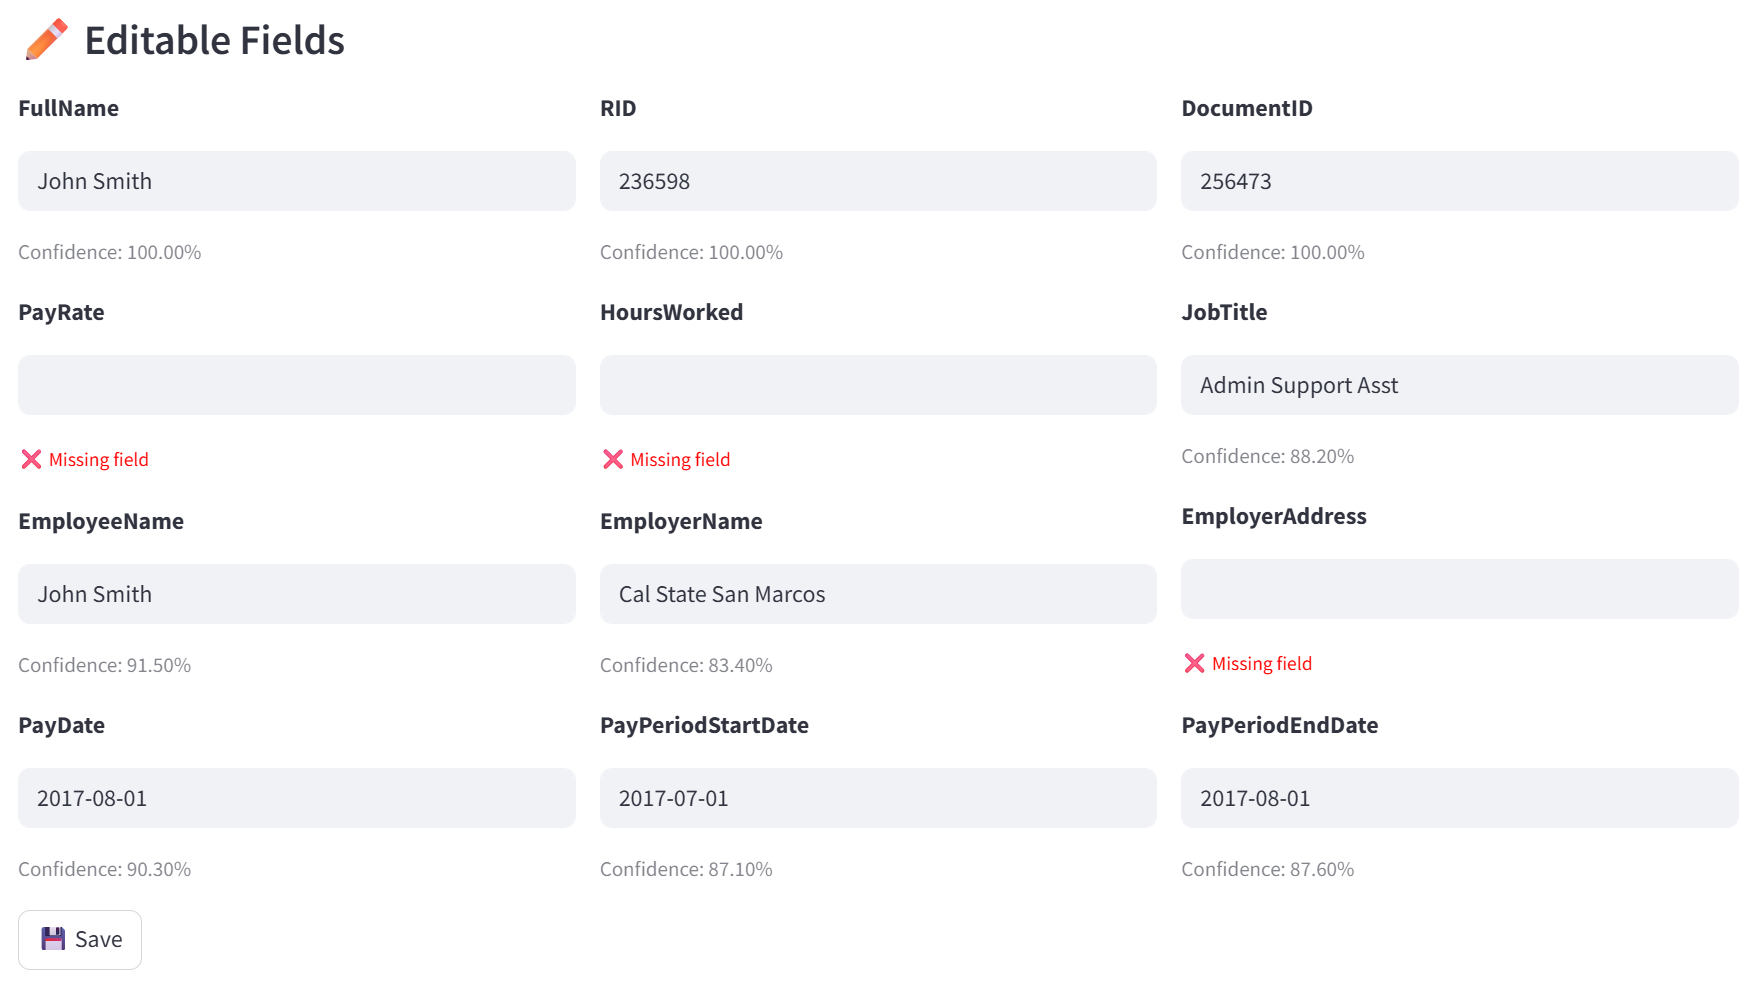 Editable Fields
FullName
RID
DocumentID
John Smith
236598
256473
Confidence: 100.00%
Confidence: 100.00%
Confidence: 100.00%
PayRate
HoursWorked
JobTitle
Admin Support Asst
Missing field
Missing field
Confidence: 88.20%
EmployeeName
EmployerName
EmployerAddress
John Smith
Cal State San Marcos
Confidence: 91.50%
Confidence: 83.40%
Missing field
PayDate
PayPeriodStartDate
PayPeriodEndDate
2017-08-01
2017-07-01
2017-08-01
Confidence: 90.30%
Confidence: 87.10%
Confidence: 87.60%
Save